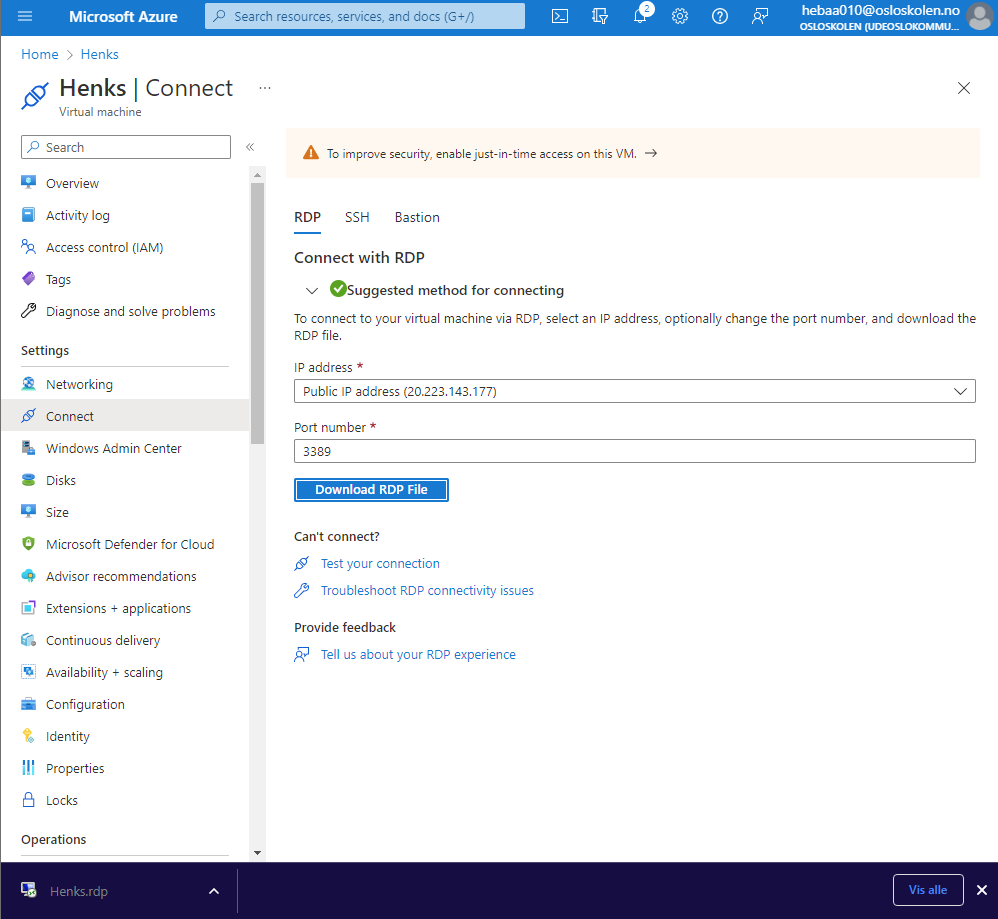 Microsoft Azure
Search resources, services, and docs (G+/)
2
hebaa010@osloskolen.no
OSLOSKOLEN (UDEOSLOKOMMU...
Home > Henks
Henks | Connect ...
Virtual machine
Search
«
Overview
Activity log
Access control (IAM)
Tags
Diagnose and solve problems
Settings
Networking
Connect
Windows Admin Center
Disks
Size
Microsoft Defender for Cloud
Advisor recommendations
Extensions + applications
Continuous delivery
Availability + scaling
Configuration
Identity
Properties
Locks
Operations
To improve security, enable just-in-time access on this VM. →
RDP SSH Bastion
Connect with RDP
Suggested method for connecting
To connect to your virtual machine via RDP, select an IP address, optionally change the port number, and download the
RDP file.
IP address *
Public IP address (20.223.143.177)
Port number *
3389
Download RDP File
Can't connect?
Test your connection
Troubleshoot RDP connectivity issues
Provide feedback
Tell us about your RDP experience
Henks.rdp
Vis alle